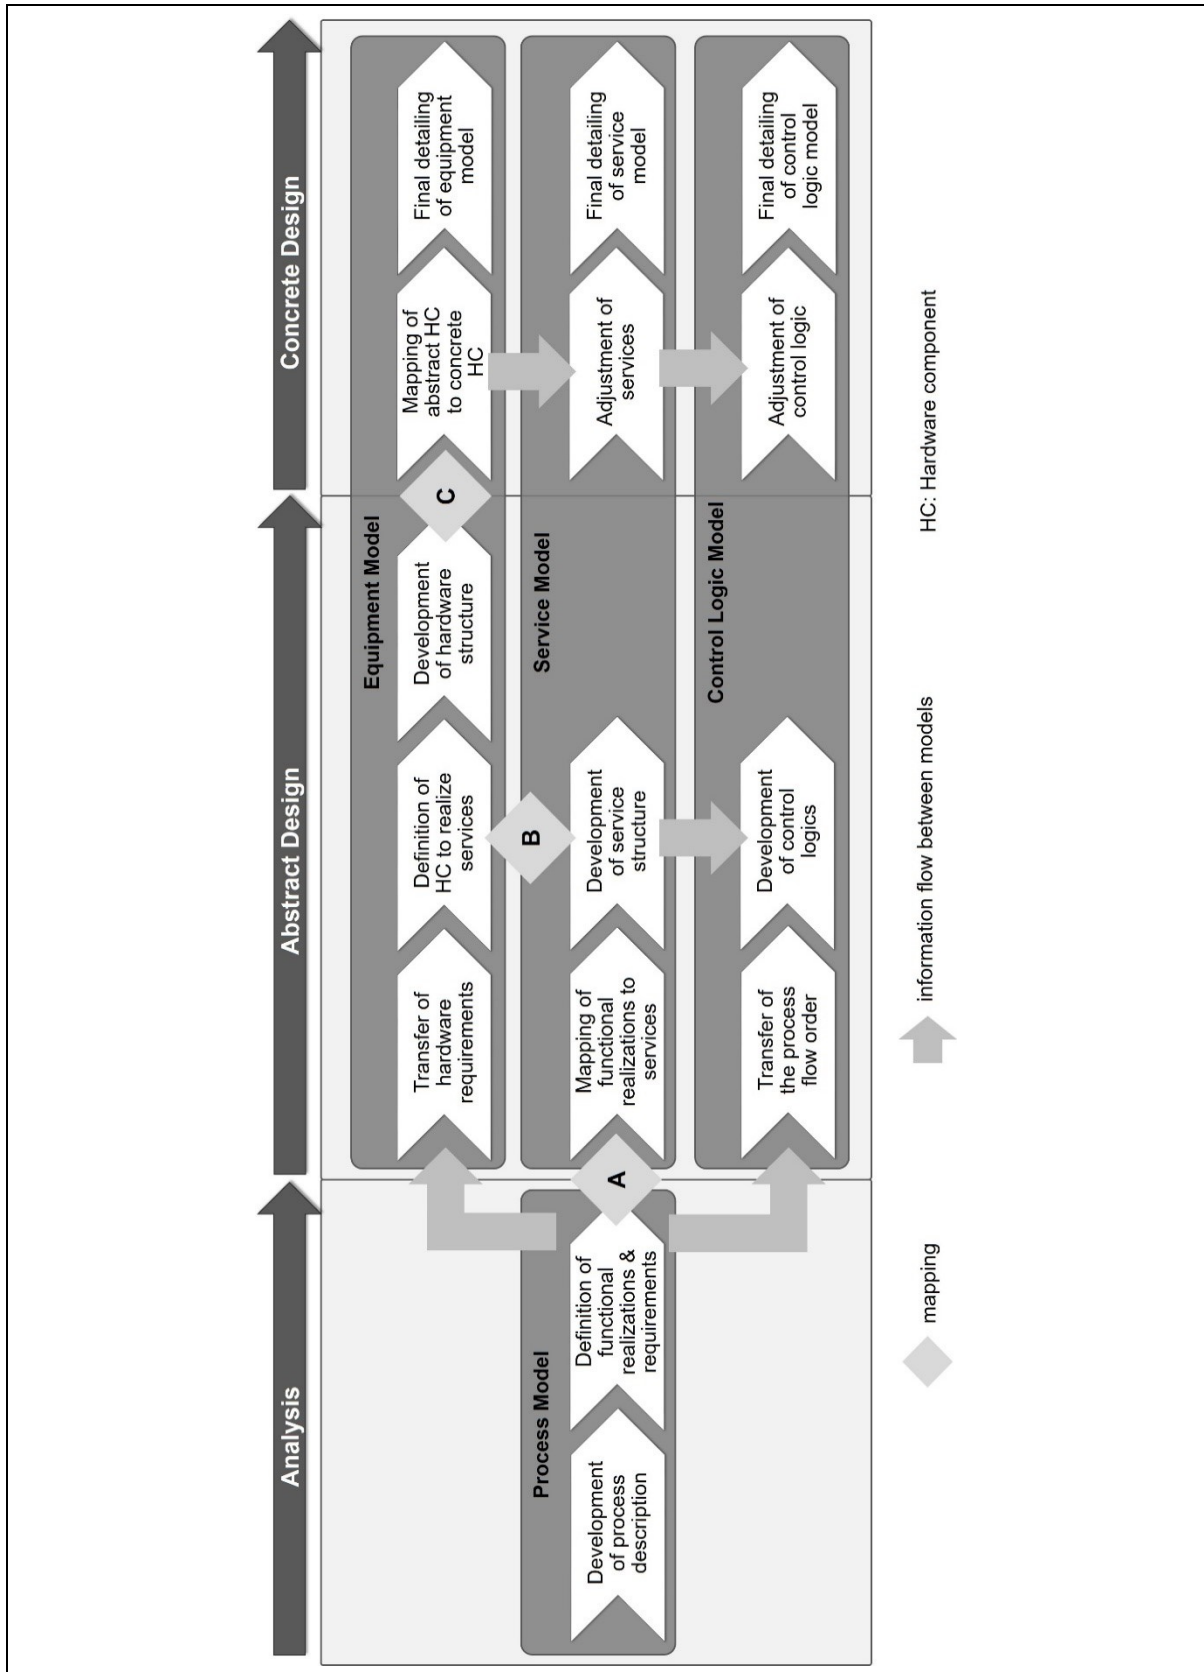 Analysis
Abstract Design
Concrete Design
Process Model
Development
of process
description
Definition of
functional
realizations &
requirements
A
Equipment Model
Transfer of
hardware
requirements
Definition of
HC to realize
services
Development
of hardware
structure
C
Mapping of
abstract HC
to concrete
HC
Final detailing
of equipment
model
B
Service Model
Mapping of
functional
realizations to
services
Development
of service
structure
Adjustment of
services
Final detailing
of service
model
Control Logic Model
Transfer of
the process
flow order
Development
of control
logics
Adjustment of
control logic
Final detailing
of control
logic model
mapping
information flow between models
HC: Hardware component